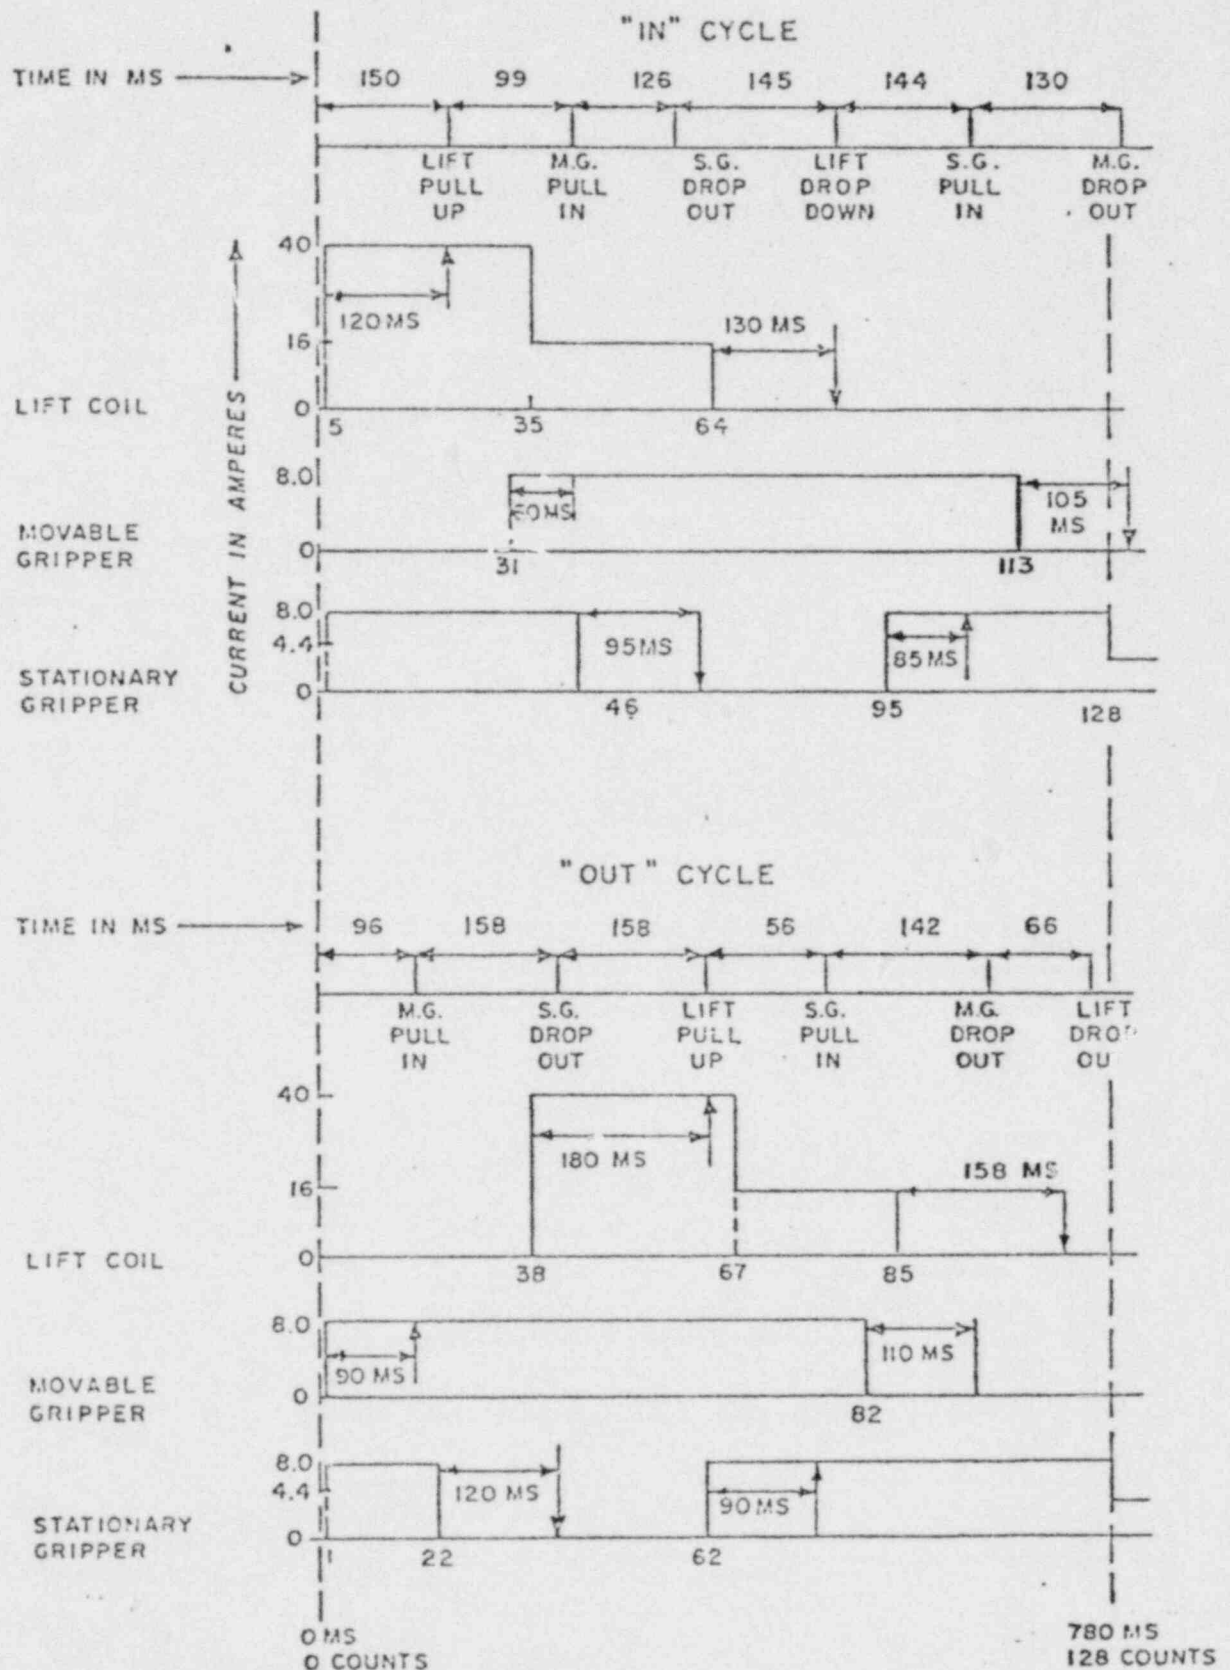 "IN" CYCLE
TIME IN MS
150 99 126 145 144 130
LIFT PULL UP
M.G. PULL IN
S.G. DROP OUT
LIFT DROP DOWN
S.G. PULL IN
M.G. DROP OUT
CURRENT IN AMPERES
40
120 MS
130 MS
16
LIFT COIL
0
5 35 64
8.0
MS
105 MS
MOVABLE GRIPPER
0
31 113
8.0
4.4
95 MS
85 MS
STATIONARY GRIPPER
0
46 95 128
"OUT" CYCLE
TIME IN MS
96 158 158 56 142 66
M.G. PULL IN
S.G. DROP OUT
LIFT PULL UP
S.G. PULL IN
M.G. DROP OUT
LIFT DROP OU
40
180 MS
158 MS
16
LIFT COIL
0
38 67 85
8.0
90 MS
110 MS
MOVABLE GRIPPER
0
82
8.0
4.4
120 MS
90 MS
STATIONARY GRIPPER
0
1 22 62
0 MS
0 COUNTS
780 MS
128 COUNTS